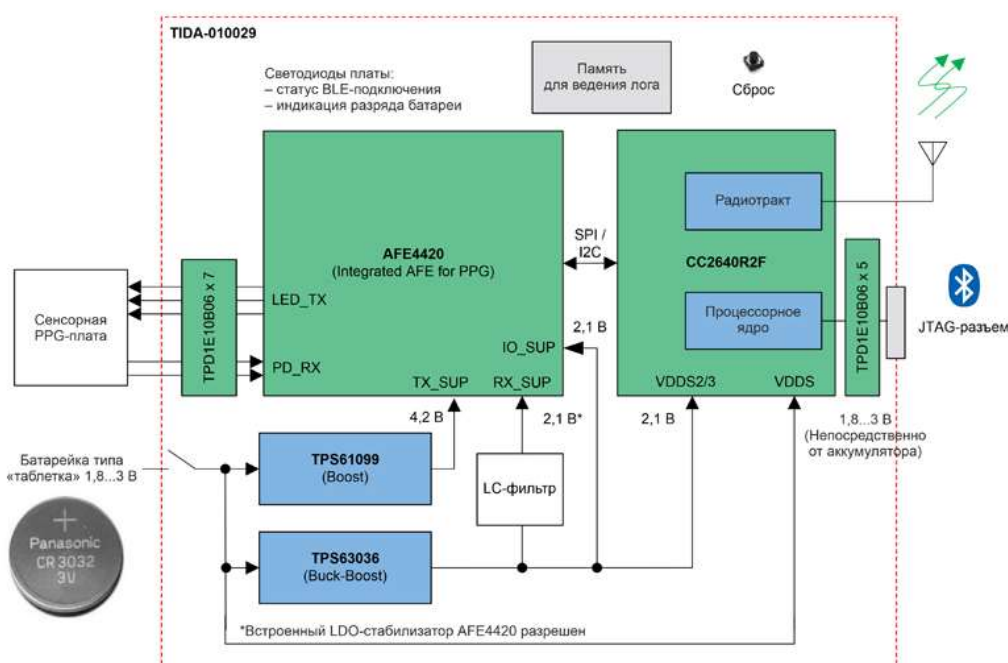 TIDA-010029
Светодиоды платы:
– статус BLE-подключения
– индикация разряда батареи
Память
для ведения лога
Сброс
AFE4420
(Integrated AFE for PPG)
SPI /
I2C
CC2640R2F
Радиотракт
Процессорное
ядро
Сенсорная
PPG-плата
TPD1E10B06 x 7
LED_TX
PD_RX
TX_SUP
RX_SUP
IO_SUP
2,1 В
VDDS2/3
VDDS
TPD1E10B06 x 5
JTAG-разъем
4,2 В
2,1 В*
2,1 В
1,8...3 В
(Непосредственно
от аккумулятора)
Батарейка типа
«таблетка» 1,8...3 В
TPS61099
(Boost)
LC-фильтр
TPS63036
(Buck-Boost)
+
Panasonic
CR 3032
3V
*Встроенный LDO-стабилизатор AFE4420 разрешен